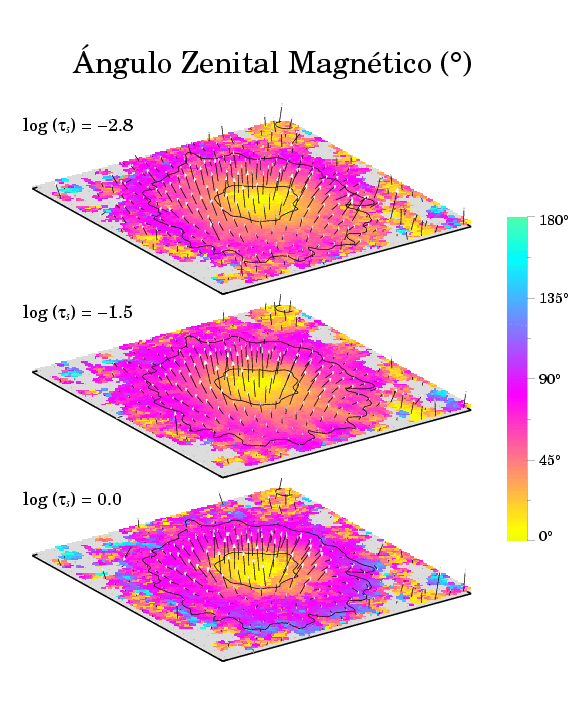 Ángulo Zenital Magnético (°)
log (τ₅) = −2.8
180°
135°
log (τ₅) = −1.5
90°
45°
log (τ₅) = 0.0
0°